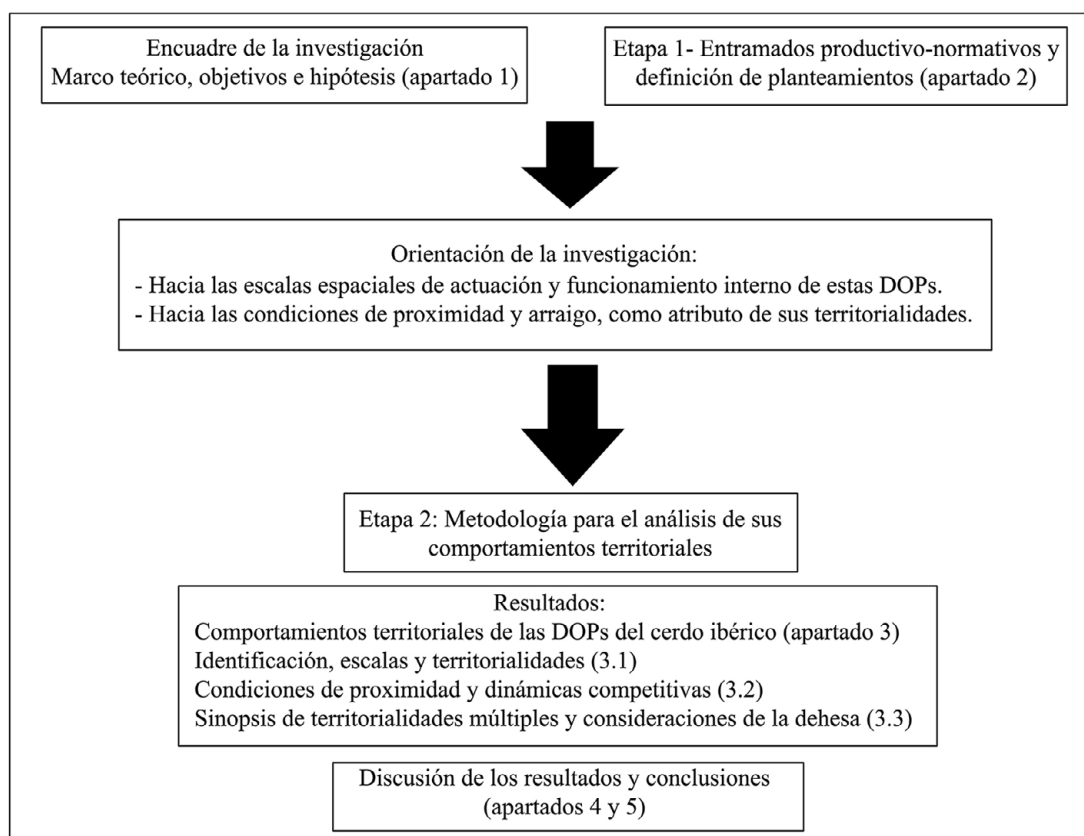 Encuadre de la investigación
Marco teórico, objetivos e hipótesis (apartado 1)
Etapa 1- Entramados productivo-normativos y
definición de planteamientos (apartado 2)
Orientación de la investigación:
- Hacia las escalas espaciales de actuación y funcionamiento interno de estas DOPs.
- Hacia las condiciones de proximidad y arraigo, como atributo de sus territorialidades.
Etapa 2: Metodología para el análisis de sus
comportamientos territoriales
Resultados:
Comportamientos territoriales de las DOPs del cerdo ibérico (apartado 3)
Identificación, escalas y territorialidades (3.1)
Condiciones de proximidad y dinámicas competitivas (3.2)
Sinopsis de territorialidades múltiples y consideraciones de la dehesa (3.3)
Discusión de los resultados y conclusiones
(apartados 4 y 5)